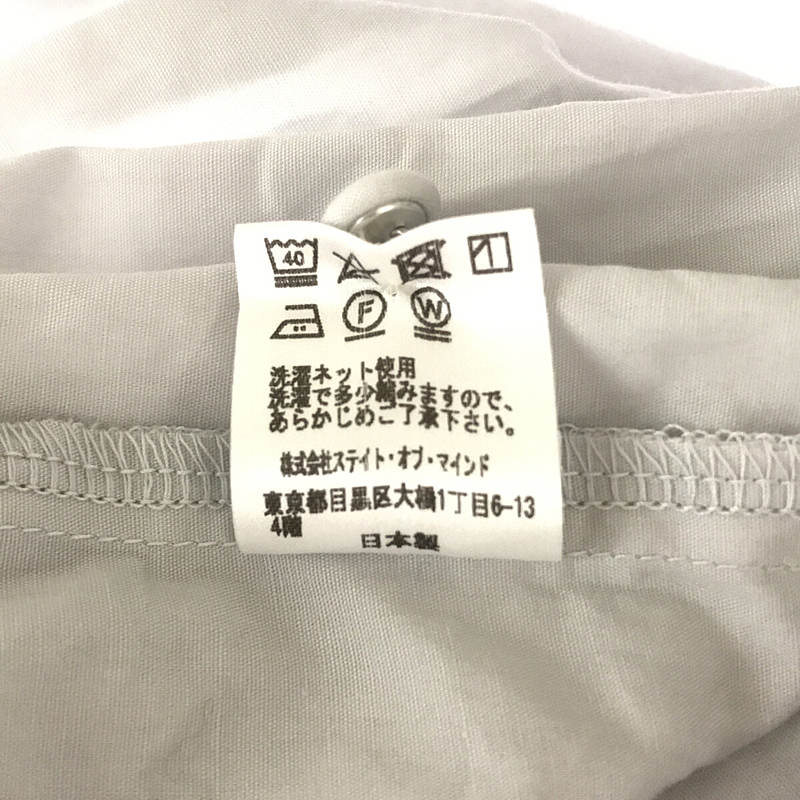 40
F W
洗濯ネット使用
洗濯で多少縮みますので、
あらかじめご了承下さい。
株式会社ステイト・オブ・マインド
東京都目黒区大橋1丁目6-13
4階
日本製